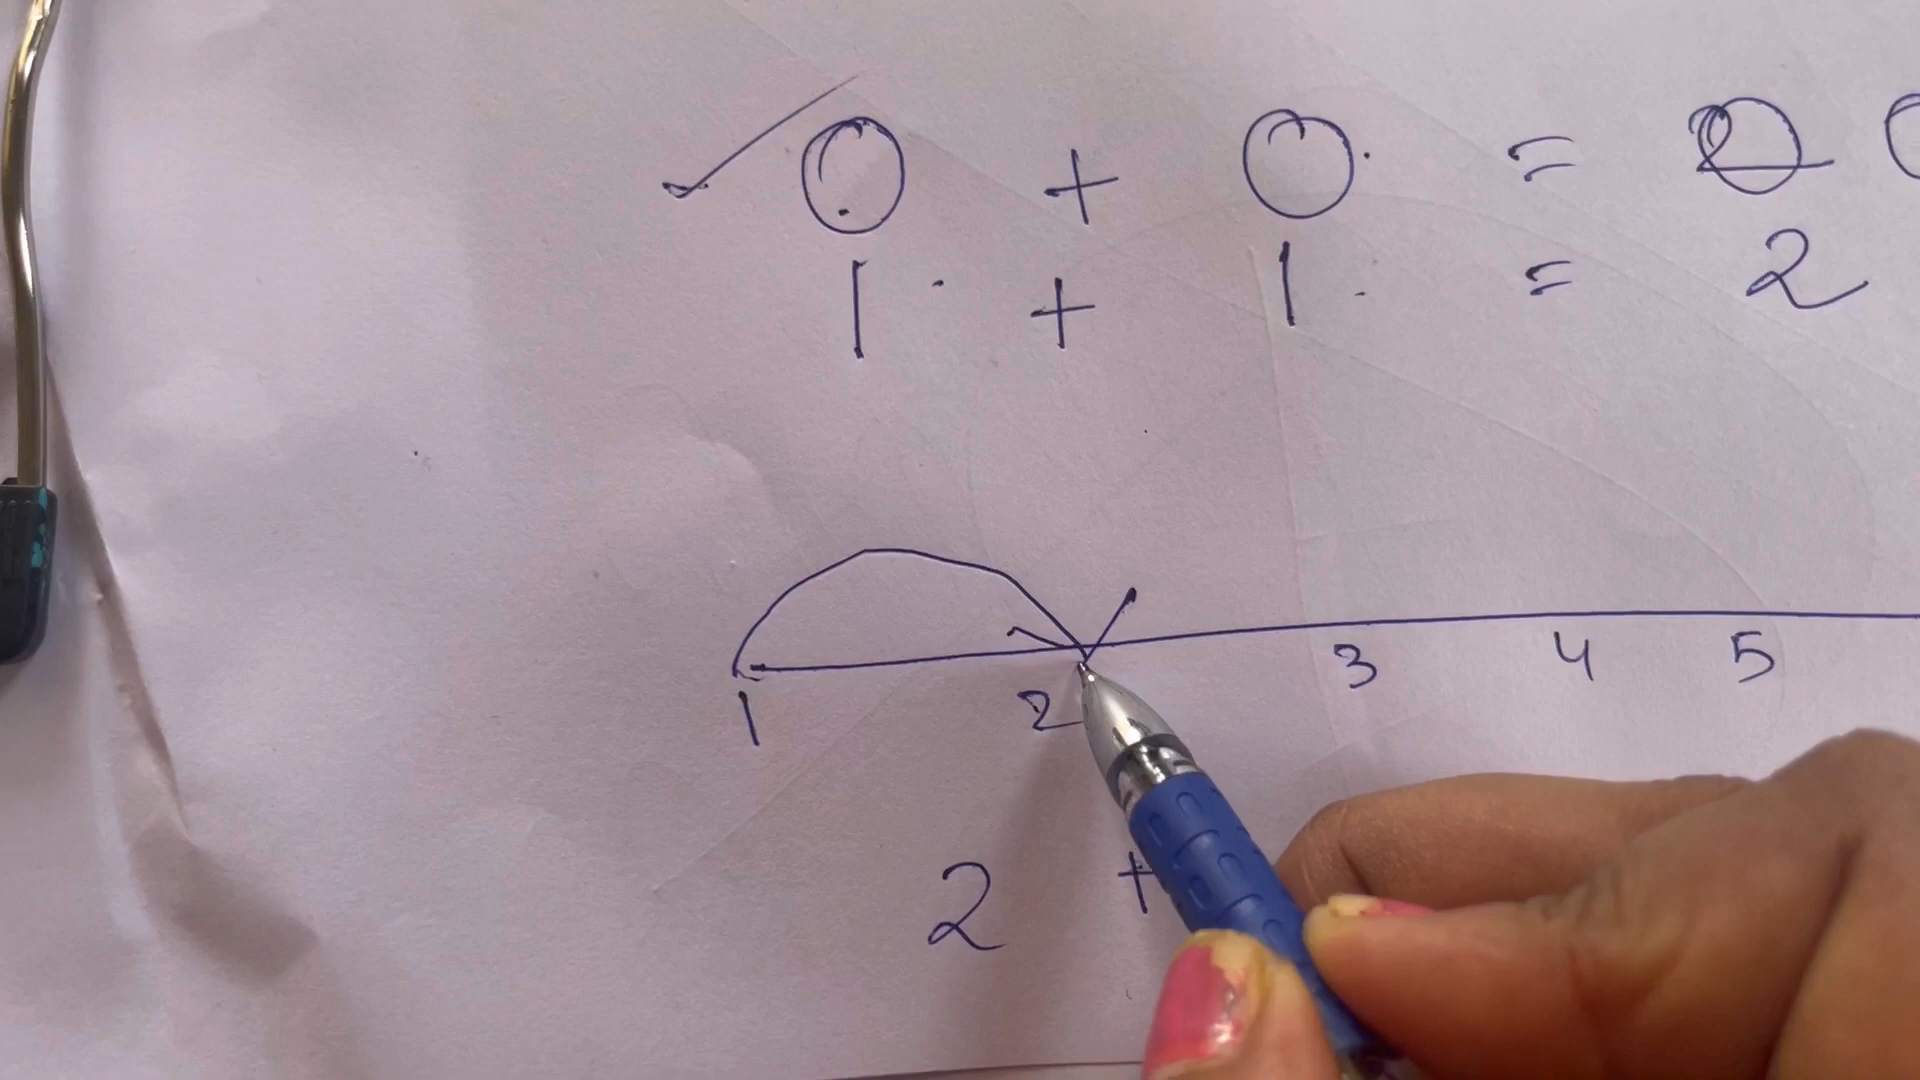 + =
1 + 1 = 2
1 2 3 4 5
2 +